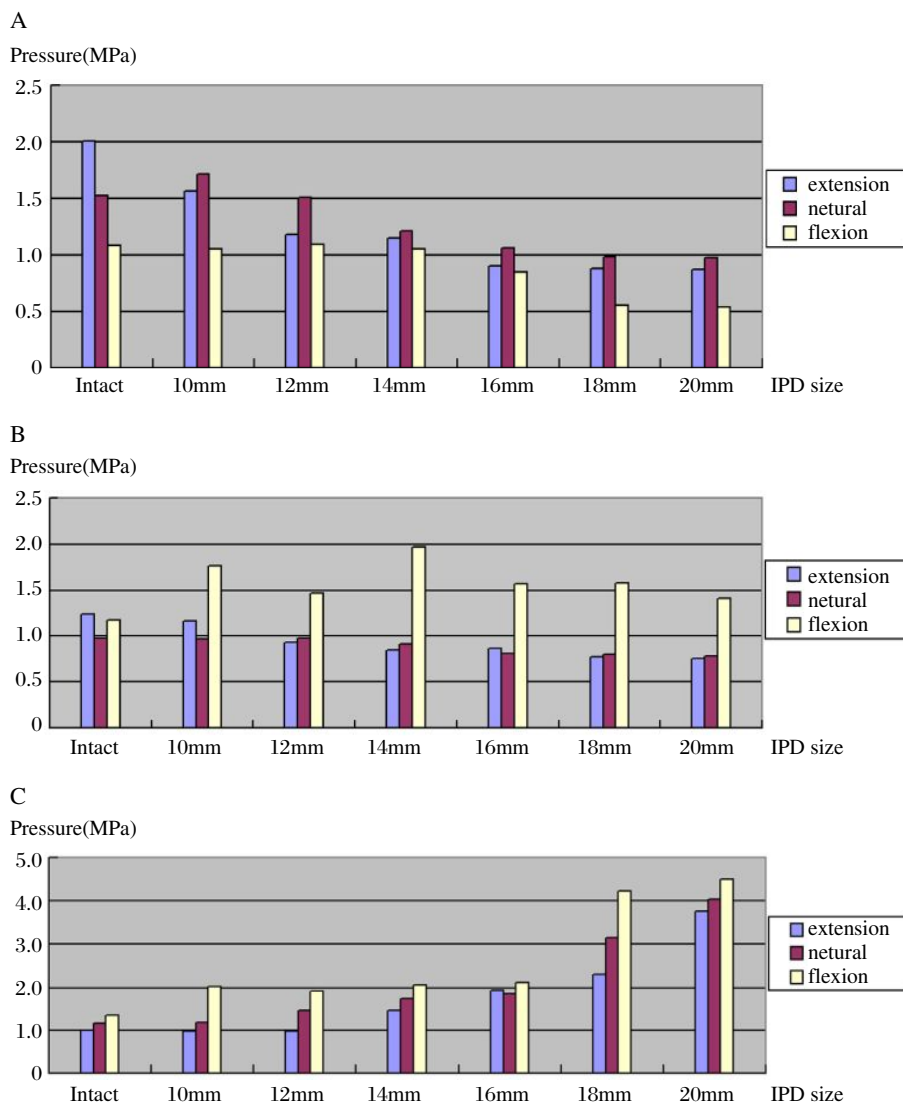 A
Pressure(MPa)
2.5
2.0
1.5
1.0
0.5
0
Intact 10mm 12mm 14mm 16mm 18mm 20mm IPD size
extension
netural
flexion
B
Pressure(MPa)
2.5
2.0
1.5
1.0
0.5
0
Intact 10mm 12mm 14mm 16mm 18mm 20mm IPD size
extension
netural
flexion
C
Pressure(MPa)
5.0
4.0
3.0
2.0
1.0
0
Intact 10mm 12mm 14mm 16mm 18mm 20mm IPD size
extension
netural
flexion